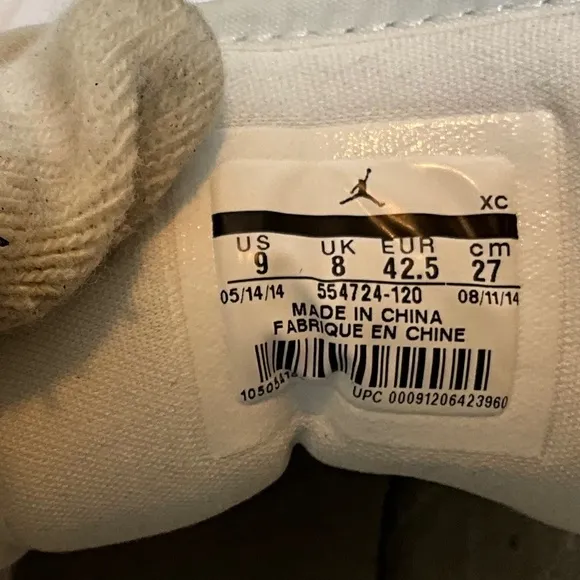 XC
US UK EUR cm
9 8 42.5 27
05/14/14 554724-120 08/11/14
MADE IN CHINA
FABRIQUE EN CHINE
UPC 00091206423960